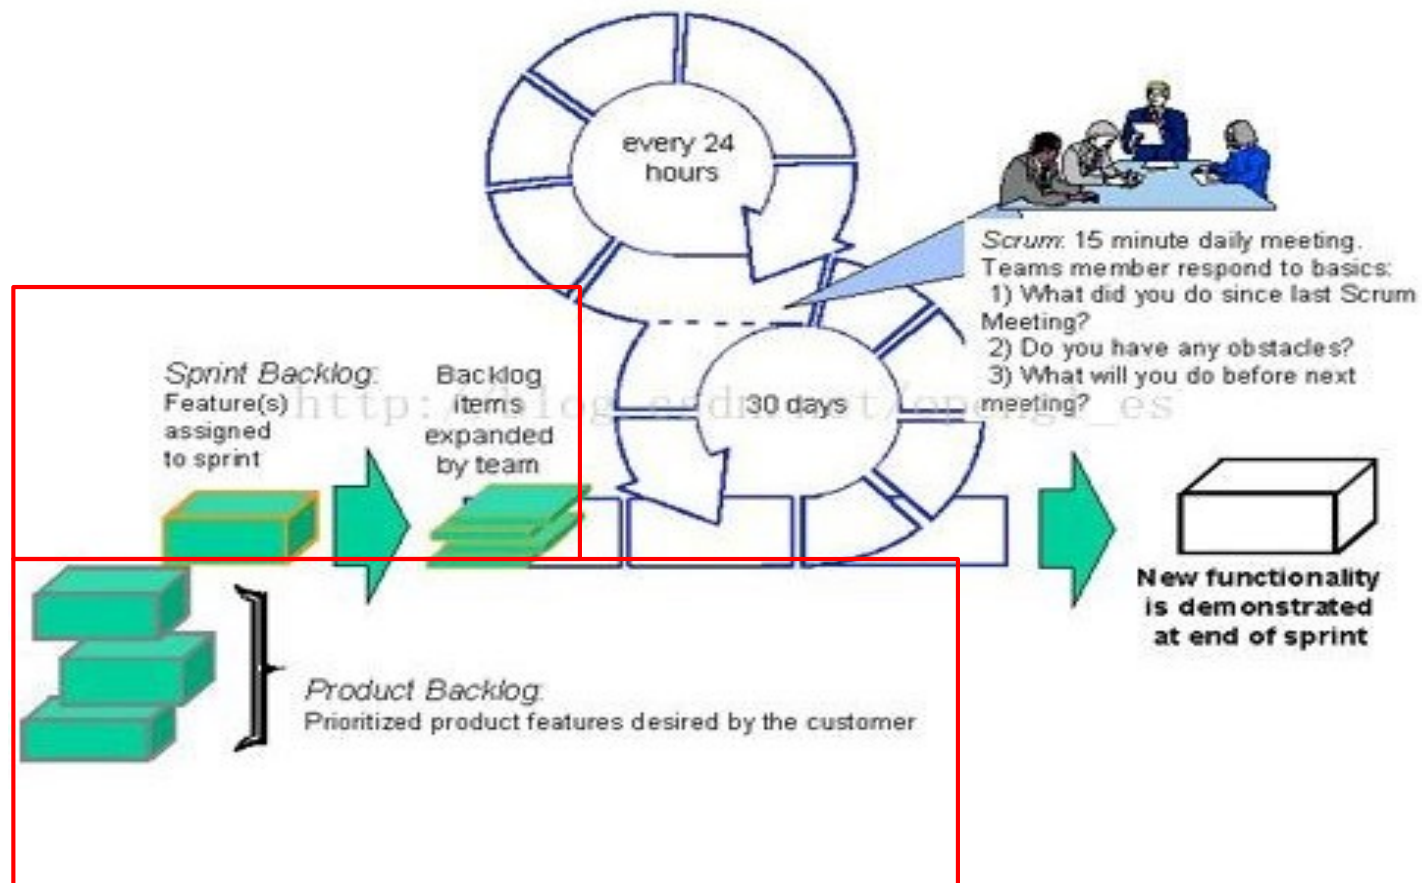 every 24
hours
Scrum: 15 minute daily meeting.
Teams member respond to basics:
1) What did you do since last Scrum
Meeting?
2) Do you have any obstacles?
3) What will you do before next
meeting?
Sprint Backlog:
Feature(s)
assigned
to sprint
Backlog
items
expanded
by team
30 days
New functionality
is demonstrated
at end of sprint
Product Backlog:
Prioritized product features desired by the customer